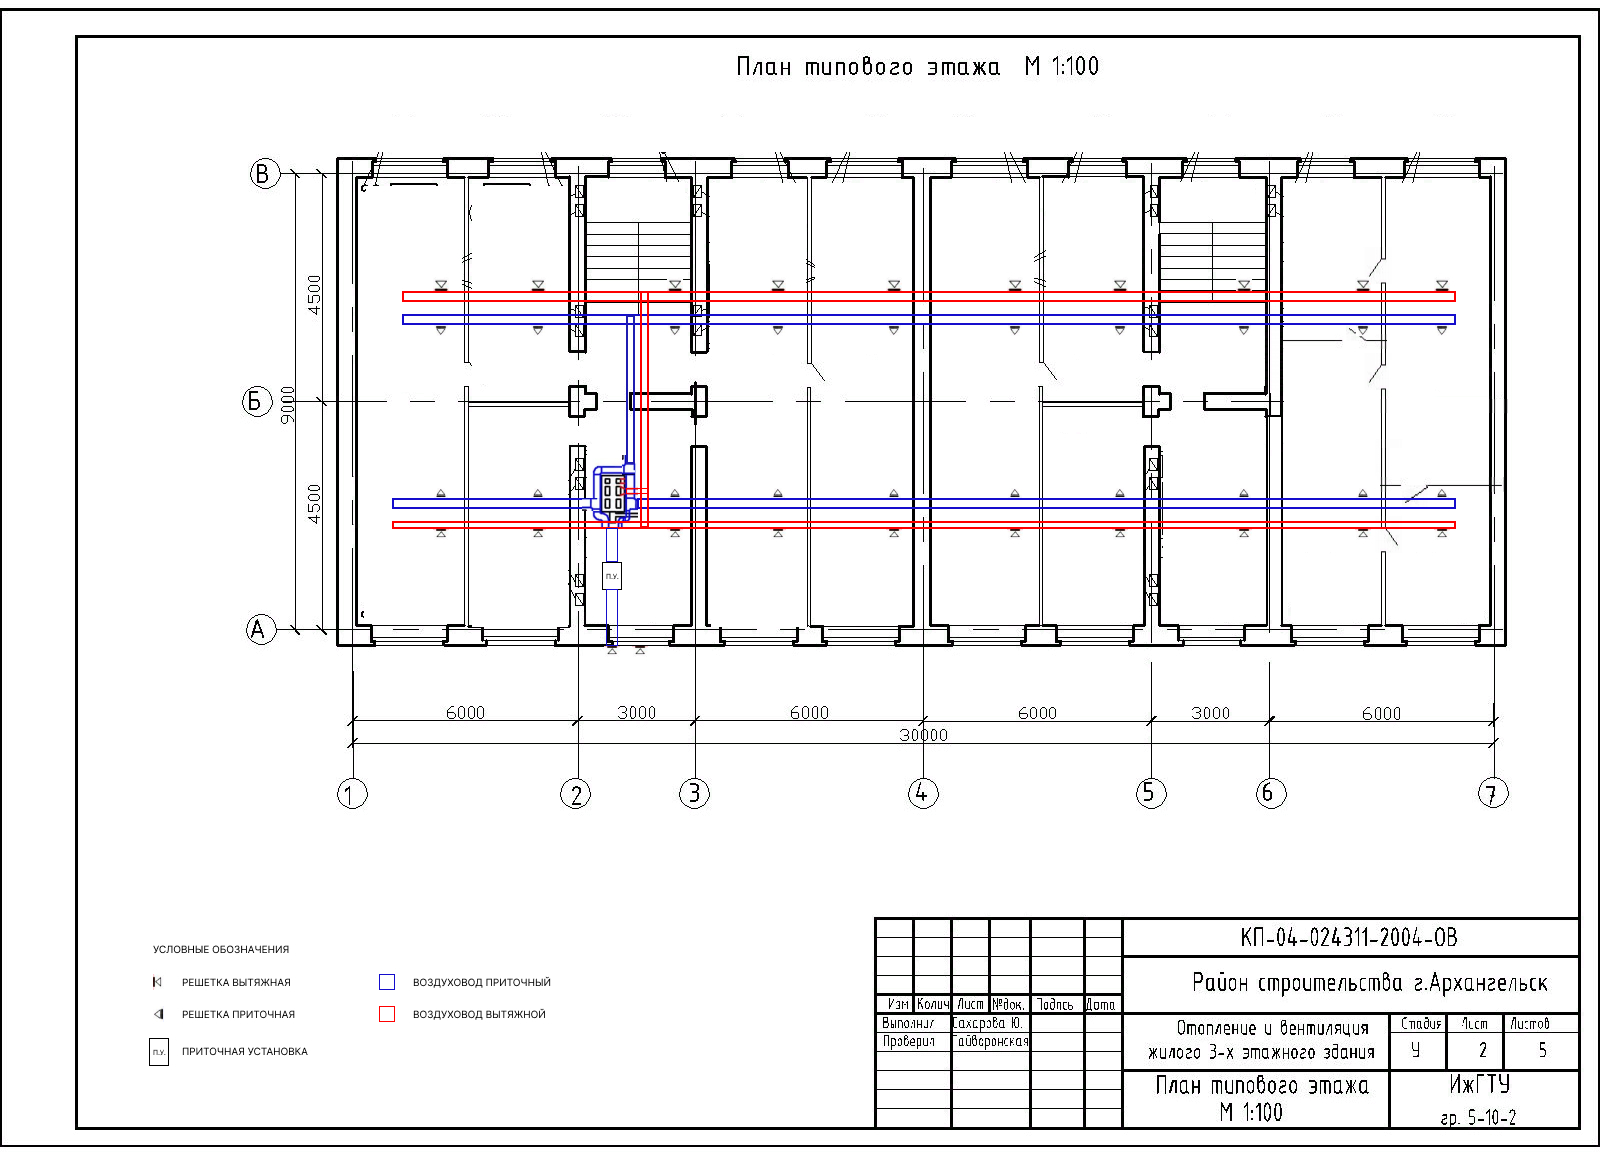 План типового этажа М 1:100
В
4500
Б
9000
4500
А
6000
3000
6000
6000
3000
6000
30000
1
2
3
4
5
6
7
П.У.
УСЛОВНЫЕ ОБОЗНАЧЕНИЯ
РЕШЕТКА ВЫТЯЖНАЯ
ВОЗДУХОВОД ПРИТОЧНЫЙ
РЕШЕТКА ПРИТОЧНАЯ
ВОЗДУХОВОД ВЫТЯЖНОЙ
П.У.
ПРИТОЧНАЯ УСТАНОВКА
КП-04-024311-2004-ОВ
Район строительства г.Архангельск
Изм Колич Лист №док. Подпсь Дата
Выполнил Сахарова Ю.
Проверил Гайворонская
Отопление и вентиляция
жилого 3-х этажного здания
Стадия Лист Листов
У 2 5
План типового этажа
М 1:100
ИжГТУ
гр. 5-10-2